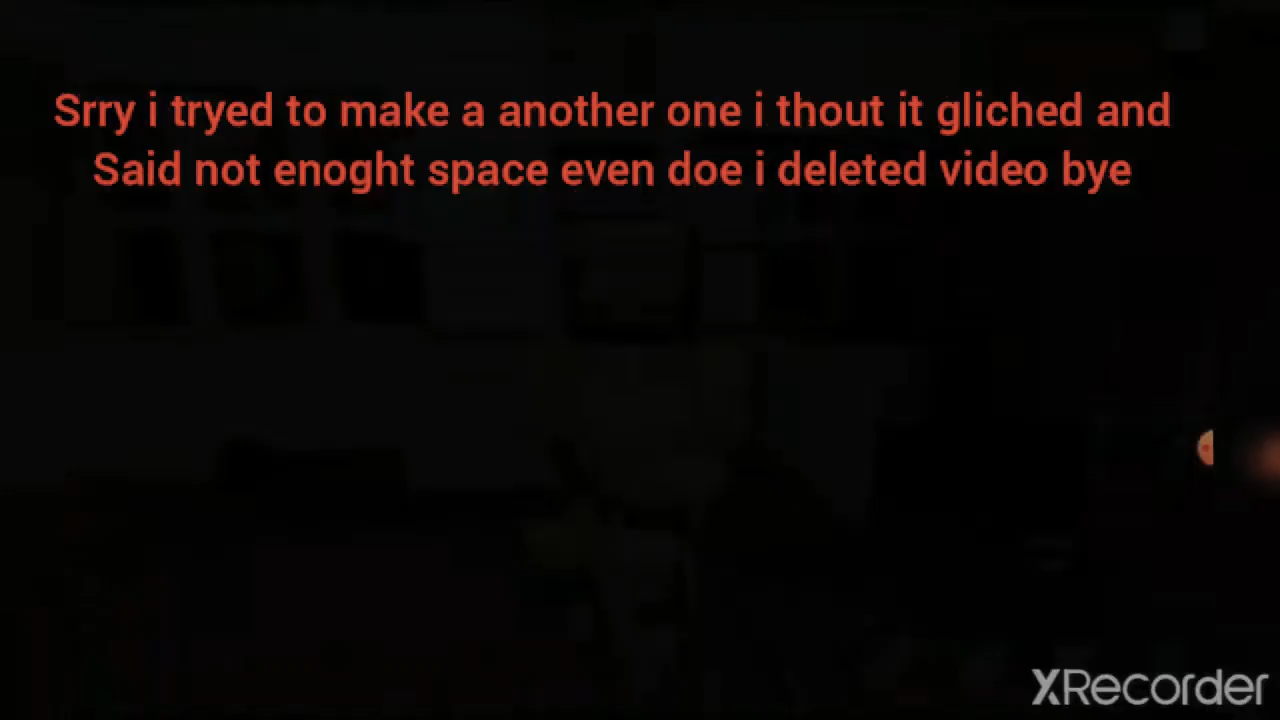 Srry i tryed to make a another one i thout it gliched and
Said not enoght space even doe i deleted video bye
XRecorder